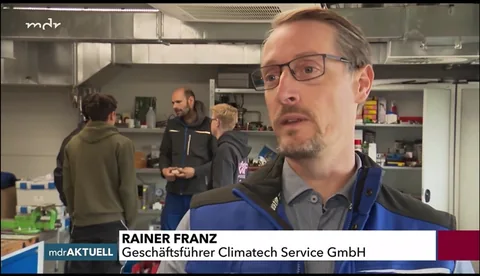 mdr
RAINER FRANZ
mdrAKTUELL
Geschäftsführer Climatech Service GmbH